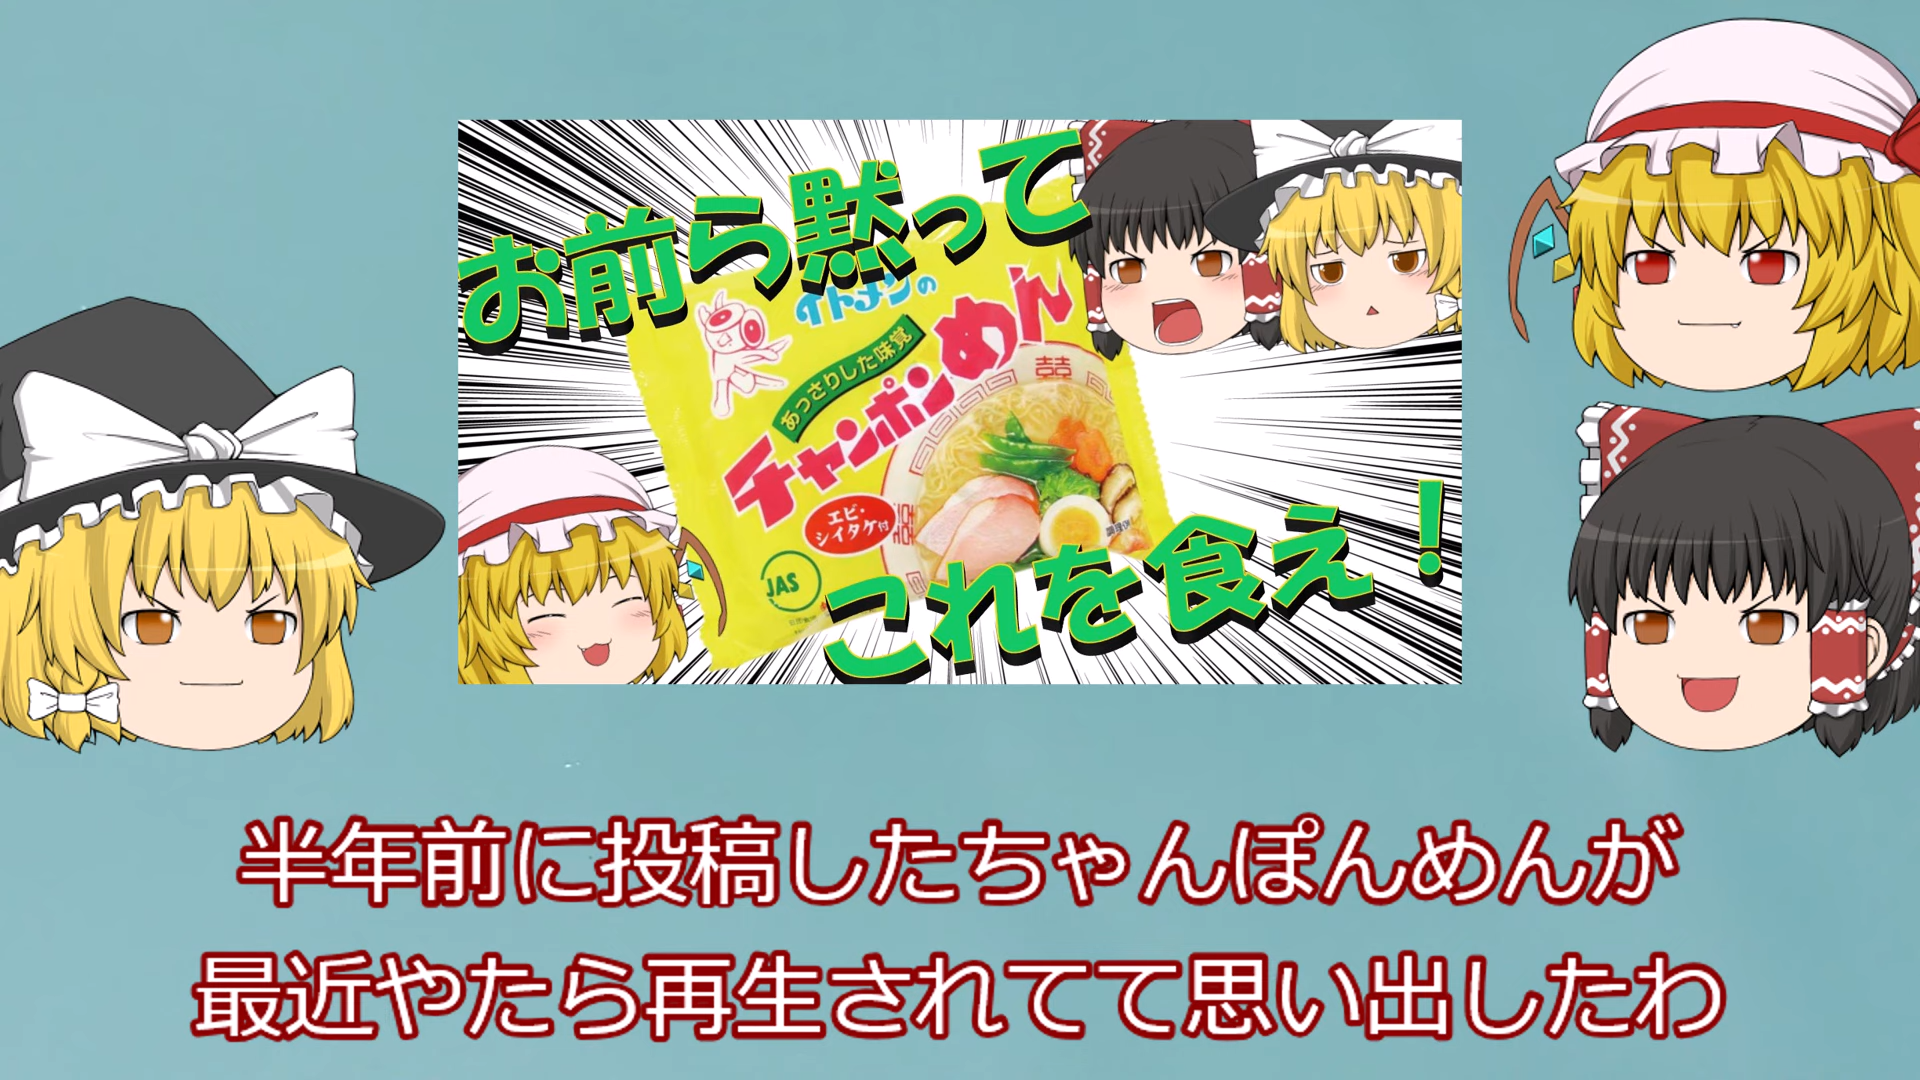 お前ら黙って
イトメンの
あっさりした味覚
チャンポンめん
エビ・
シイタケ付
JAS
これを食え!
半年前に投稿したちゃんぽんめんが
最近やたら再生されてて思い出したわ